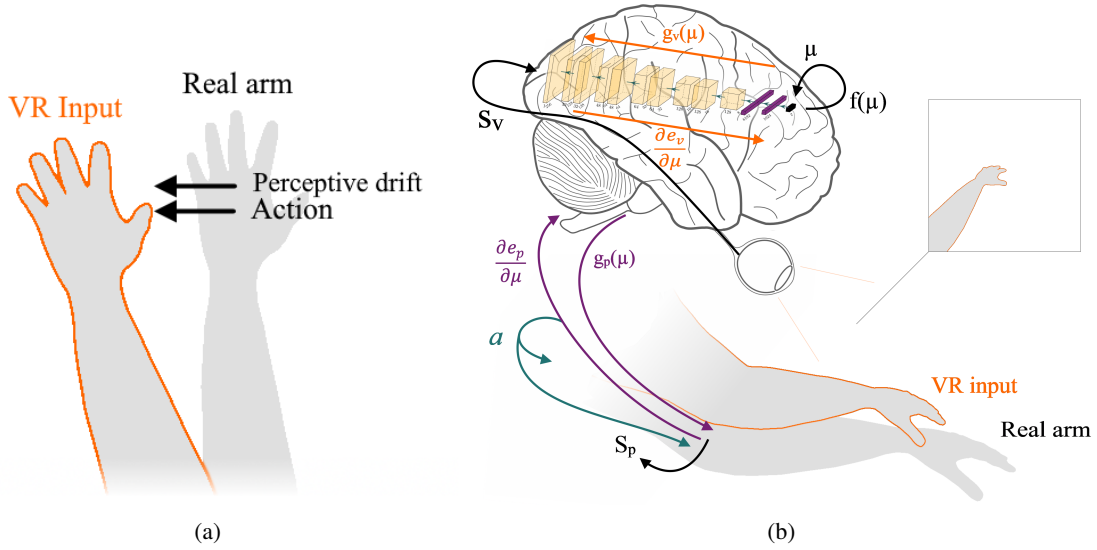 Real arm
VR Input
Perceptive drift
Action
(a)
gᵥ(μ)
μ
f(μ)
Sᵥ
∂eᵥ
∂μ
∂eₚ
∂μ
gₚ(μ)
a
VR input
Real arm
Sₚ
(b)